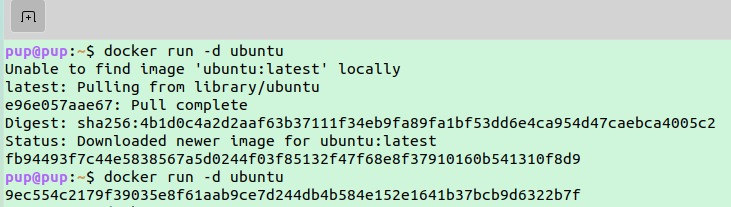 pup@pup:~$ docker run -d ubuntu
Unable to find image 'ubuntu:latest' locally
latest: Pulling from library/ubuntu
e96e057aae67: Pull complete
Digest: sha256:4b1d0c4a2d2aaf63b37111f34eb9fa89fa1bf53dd6e4ca954d47caebca4005c2
Status: Downloaded newer image for ubuntu:latest
fb94493f7c44e5838567a5d0244f03f85132f47f68e8f37910160b541310f8d9
pup@pup:~$ docker run -d ubuntu
9ec554c2179f39035e8f61aab9ce7d244db4b584e152e1641b37bcb9d6322b7f